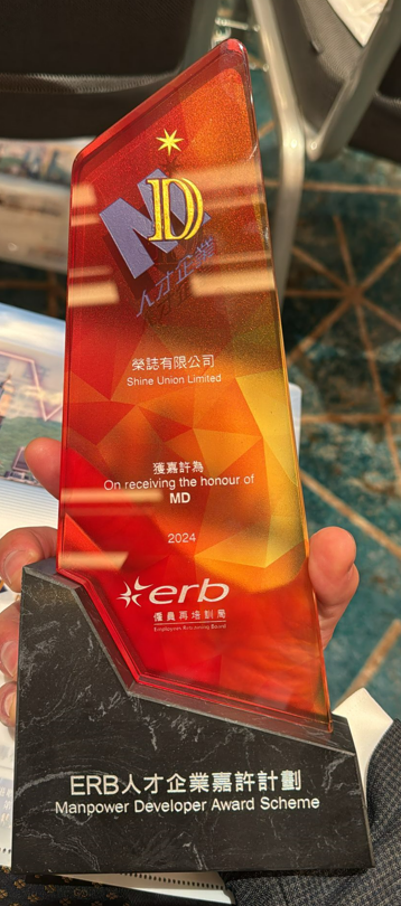 MD
人才企業
榮誌有限公司
Shine Union Limited
獲嘉許為
On receiving the honour of
MD
2024
erb
僱員再培訓局
Employees Retraining Board
ERB人才企業嘉許計劃
Manpower Developer Award Scheme